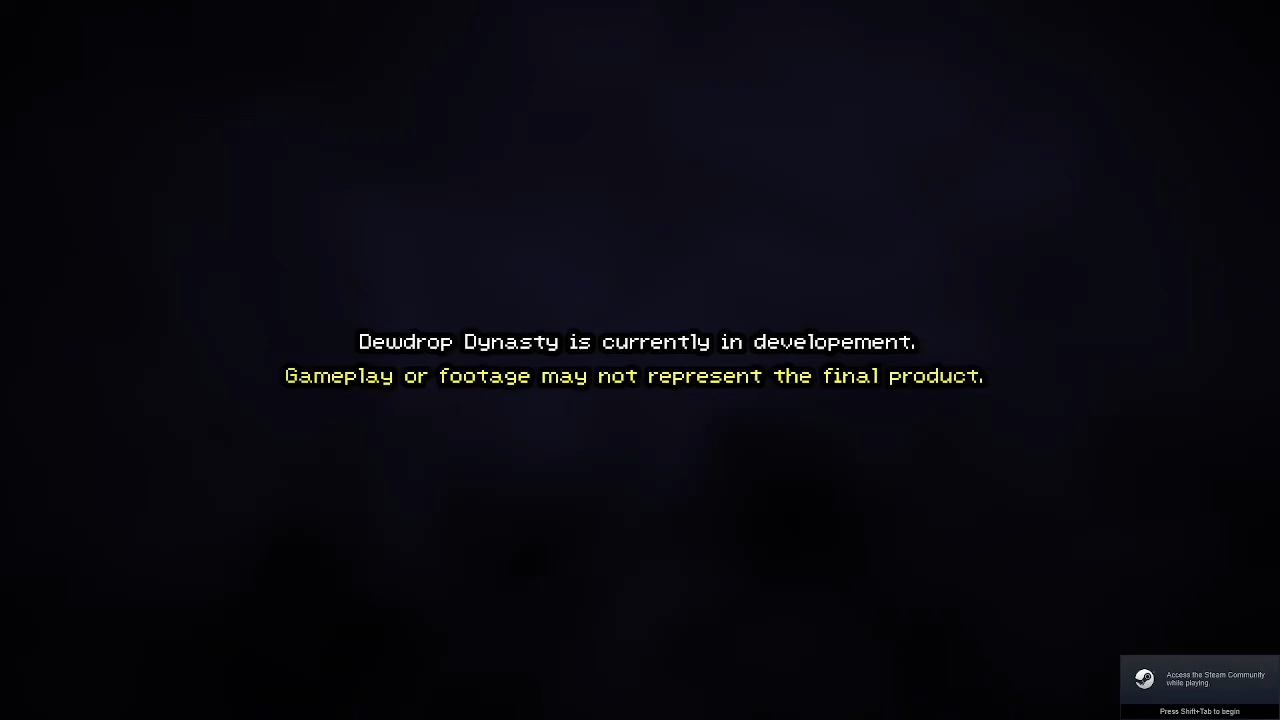 Dewdrop Dynasty is currently in developement.
Gameplay or footage may not represent the final product.
Access the Steam Community
while playing.
Press Shift+Tab to begin